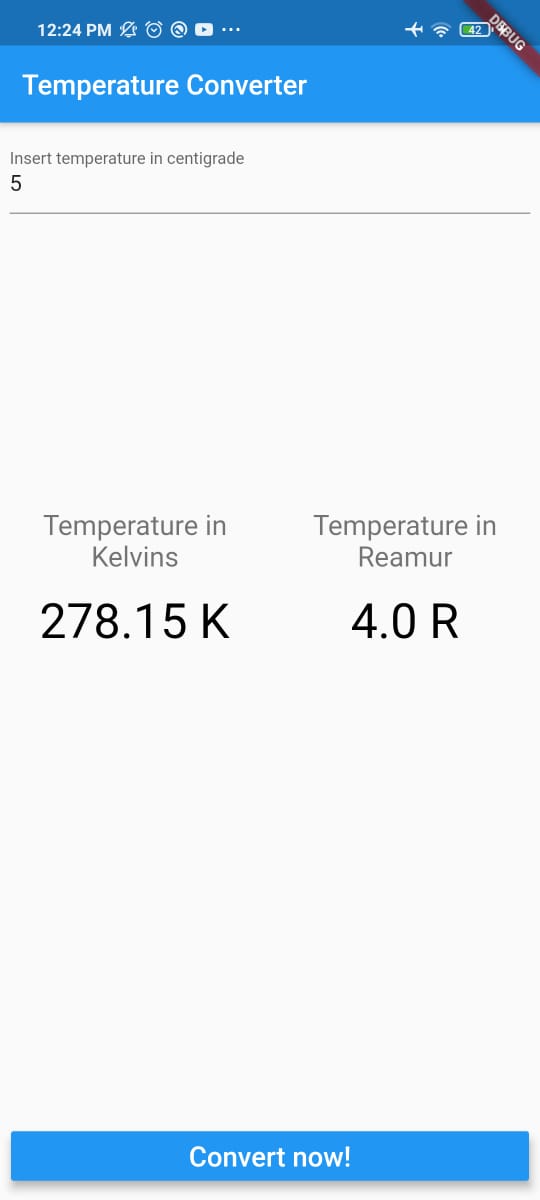 12:24 PM
42
DEBUG
Temperature Converter
Insert temperature in centigrade
5
Temperature in
Kelvins
278.15 K
Temperature in
Reamur
4.0 R
Convert now!